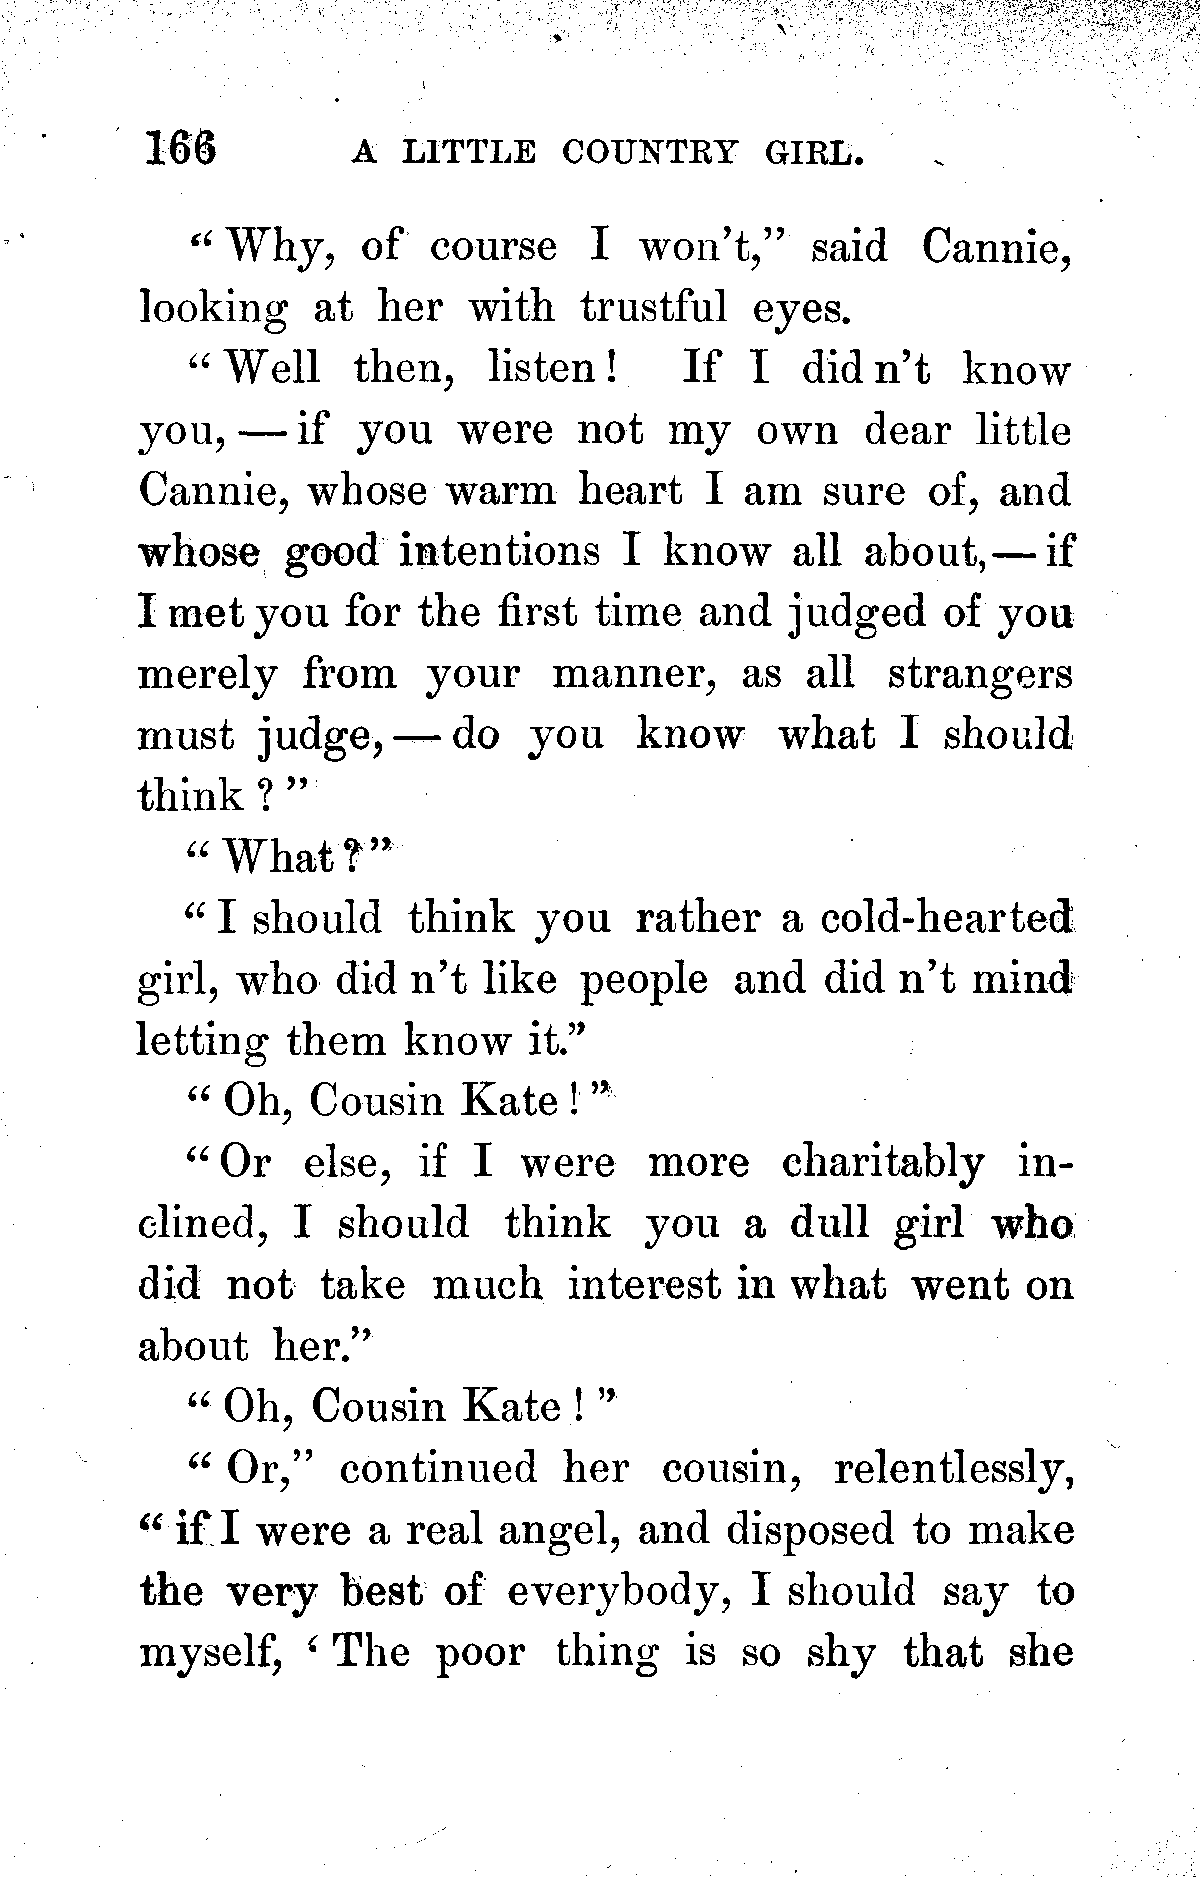 166 A LITTLE COUNTRY GIRL.
“Why, of course I won’t,” said Cannie,
looking at her with trustful eyes.
“Well then, listen! If I did n’t know
you, — if you were not my own dear little
Cannie, whose warm heart I am sure of, and
whose good intentions I know all about, — if
I met you for the first time and judged of you
merely from your manner, as all strangers
must judge, — do you know what I should
think?”
“What?”
“I should think you rather a cold-hearted
girl, who did n’t like people and did n’t mind
letting them know it.”
“Oh, Cousin Kate!”
“Or else, if I were more charitably in-
clined, I should think you a dull girl who
did not take much interest in what went on
about her.”
“Oh, Cousin Kate!”
“Or,” continued her cousin, relentlessly,
“if I were a real angel, and disposed to make
the very best of everybody, I should say to
myself, ‘The poor thing is so shy that she